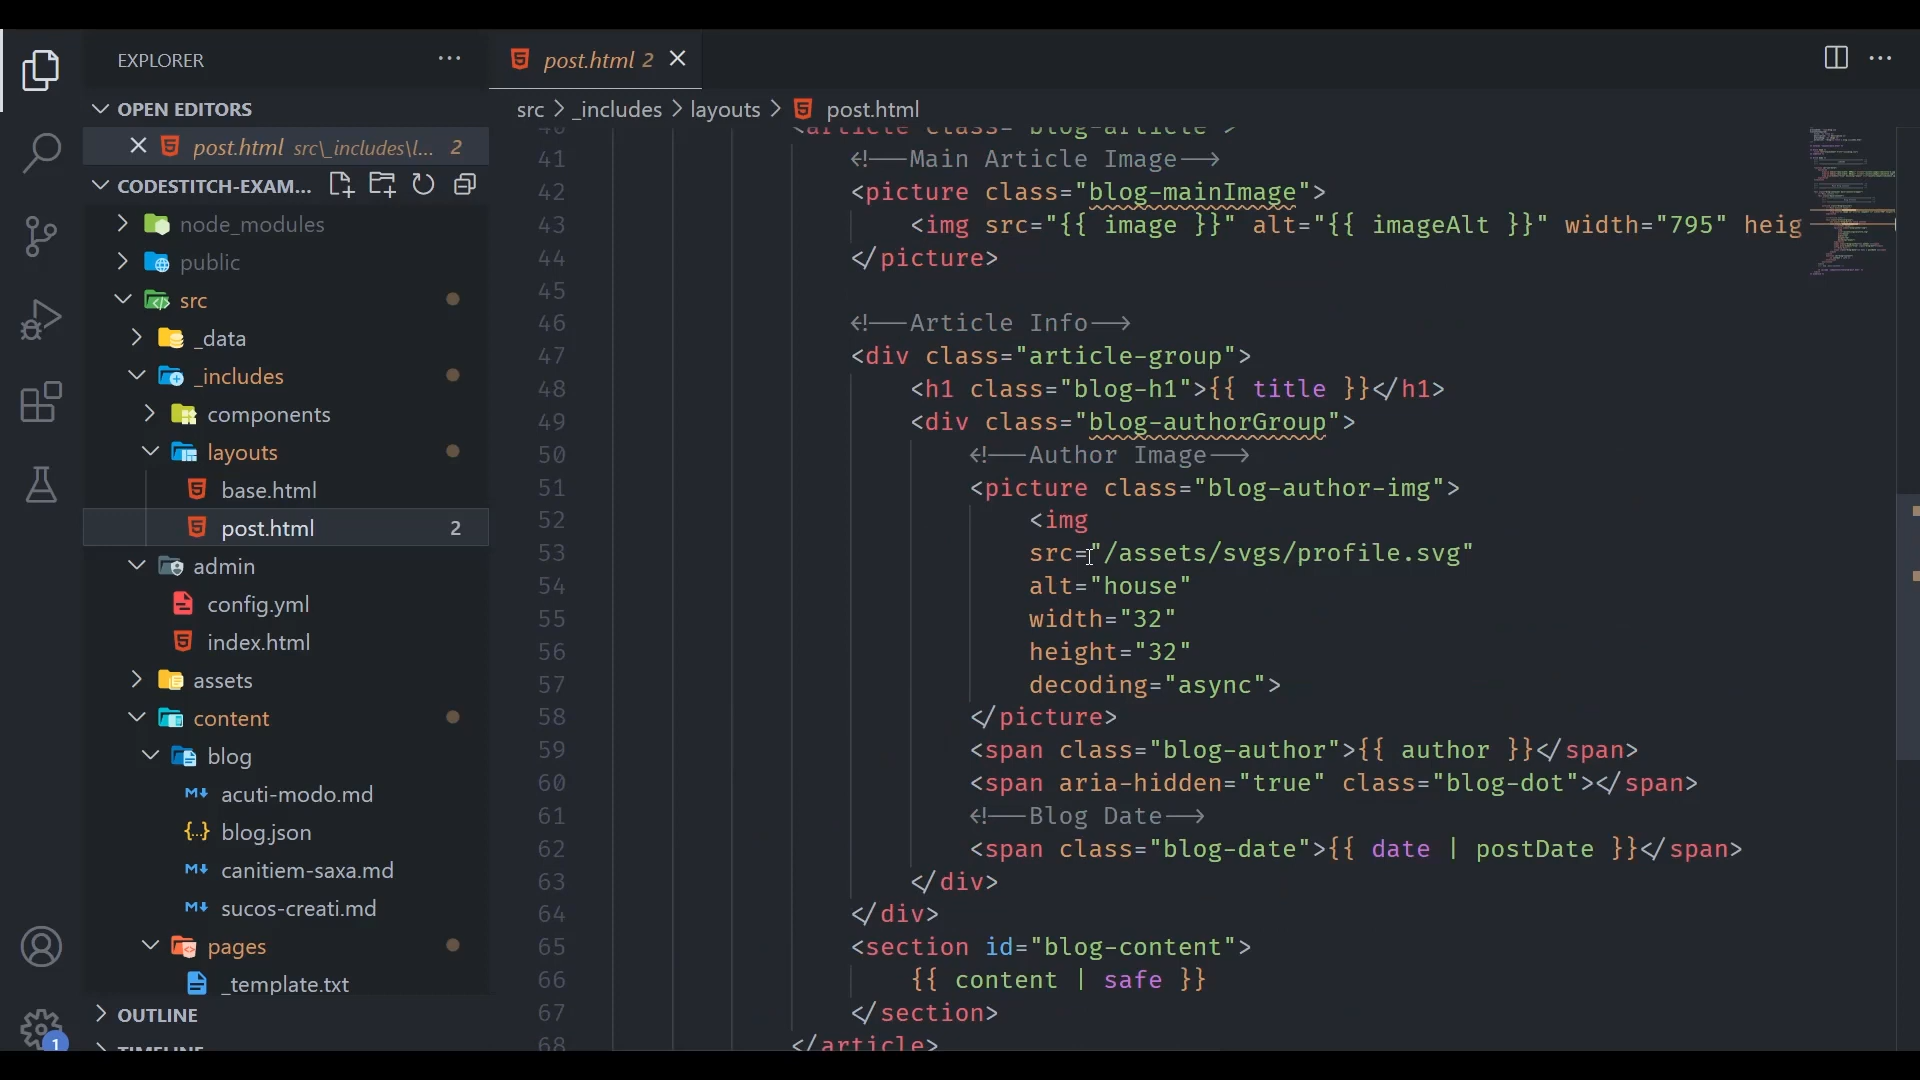 EXPLORER
OPEN EDITORS
post.html src\_includes\l... 2
CODESTITCH-EXAM...
node_modules
public
src
_data
_includes
components
layouts
base.html
post.html 2
admin
config.yml
index.html
assets
content
blog
acuti-modo.md
blog.json
canitiem-saxa.md
sucos-creati.md
pages
_template.txt
OUTLINE
TIMELINE
1
post.html 2
src > _includes > layouts > post.html
40 <article class="blog-article">
41 <!--Main Article Image-->
42 <picture class="blog-mainImage">
43 <img src="{{ image }}" alt="{{ imageAlt }}" width="795" heig
44 </picture>
45
46 <!--Article Info-->
47 <div class="article-group">
48 <h1 class="blog-h1">{{ title }}</h1>
49 <div class="blog-authorGroup">
50 <!--Author Image-->
51 <picture class="blog-author-img">
52 <img
53 src="/assets/svgs/profile.svg"
54 alt="house"
55 width="32"
56 height="32"
57 decoding="async">
58 </picture>
59 <span class="blog-author">{{ author }}</span>
60 <span aria-hidden="true" class="blog-dot"></span>
61 <!--Blog Date-->
62 <span class="blog-date">{{ date | postDate }}</span>
63 </div>
64 </div>
65 <section id="blog-content">
66 {{ content | safe }}
67 </section>
68 </article>